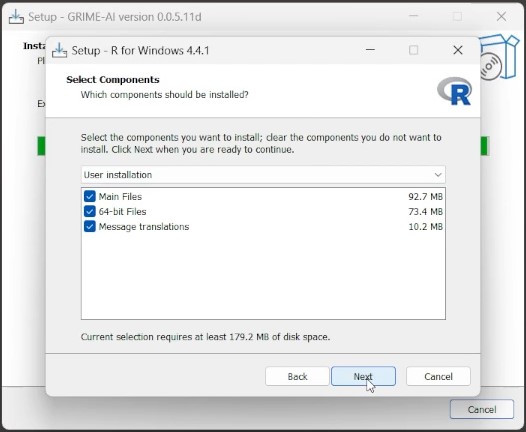 Setup - GRIME-AI version 0.0.5.11d
Setup - R for Windows 4.4.1
Select Components
Which components should be installed?
R
Select the components you want to install; clear the components you do not want to
install. Click Next when you are ready to continue.
User installation
Main Files 92.7 MB
64-bit Files 73.4 MB
Message translations 10.2 MB
Current selection requires at least 179.2 MB of disk space.
Back Next Cancel
Cancel